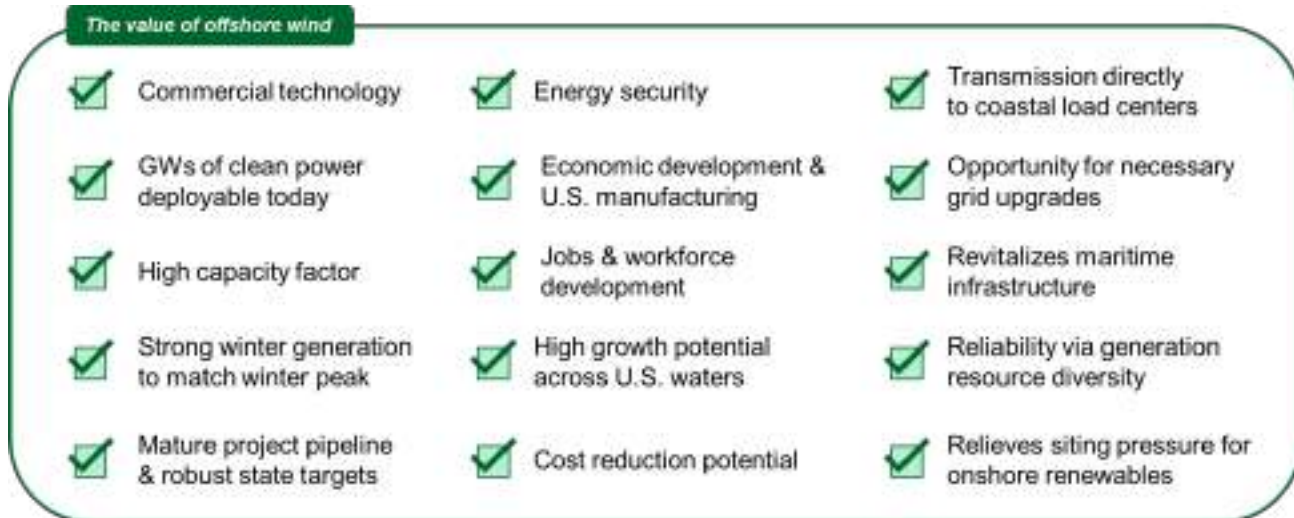 The value of offshore wind
Commercial technology
GWs of clean power
deployable today
High capacity factor
Strong winter generation
to match winter peak
Mature project pipeline
& robust state targets
Energy security
Economic development &
U.S. manufacturing
Jobs & workforce
development
High growth potential
across U.S. waters
Cost reduction potential
Transmission directly
to coastal load centers
Opportunity for necessary
grid upgrades
Revitalizes maritime
infrastructure
Reliability via generation
resource diversity
Relieves siting pressure for
onshore renewables